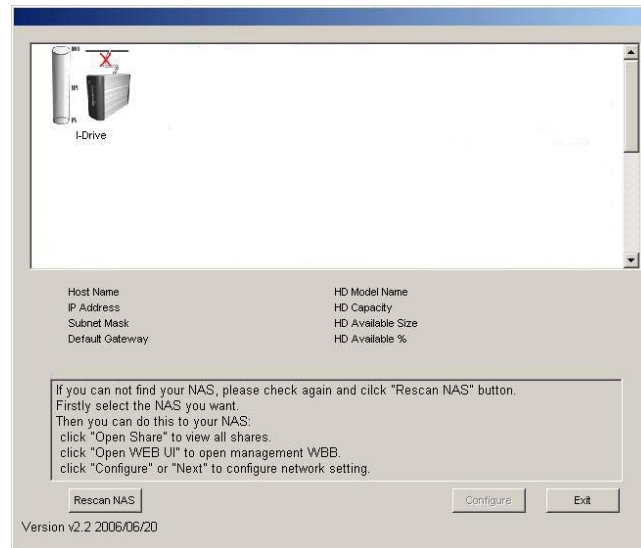 I-Drive
Host Name
IP Address
Subnet Mask
Default Gateway
HD Model Name
HD Capacity
HD Available Size
HD Available %
If you can not find your NAS, please check again and cilck "Rescan NAS" button.
Firstly select the NAS you want.
Then you can do this to your NAS:
click "Open Share" to view all shares.
click "Open WEB UI" to open management WBB.
click "Configure" or "Next" to configure network setting.
Rescan NAS
Configure
Exit
Version v2.2 2006/06/20